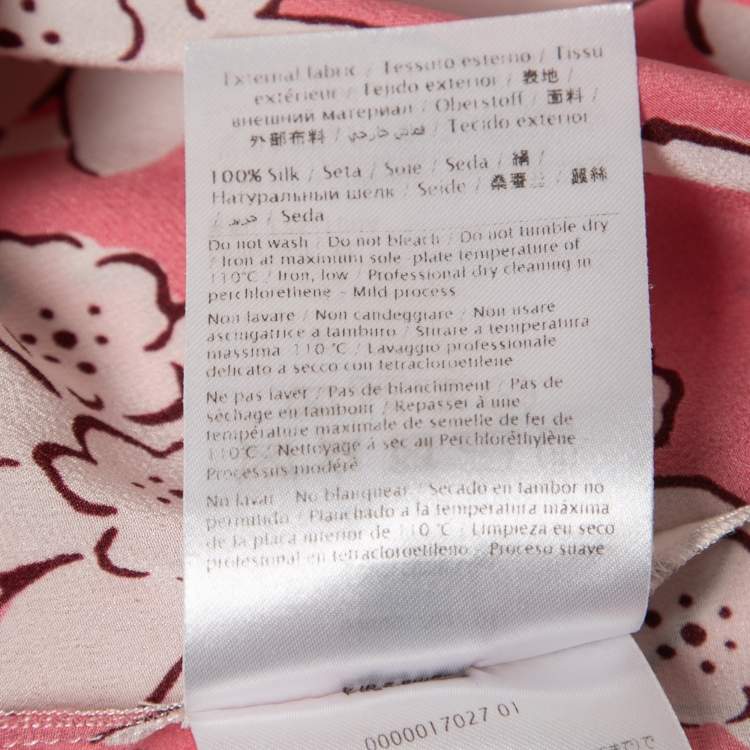 External fabric / Tessuto esterno / Tissu
extérieur / Tejido exterior / 表地 /
внешний материал / Oberstoff / 面料 /
外部布料 / قماش خارجي / Tecido exterior
100% Silk / Seta / Soie / Seda / 絹 /
Натуральный шелк / Seide / 桑蠶丝 / 蠶絲
/ حرير / Seda
Do not wash / Do not bleach / Do not tumble dry
/ Iron at maximum sole-plate temperature of
110°C / Iron, low / Professional dry cleaning in
perchlorethene - Mild process
Non lavare / Non candeggiare / Non usare
asciugatrice a tamburo / Stirare a temperatura
massima 110 °C / Lavaggio professionale
delicato a secco con tetracloroetilene
Ne pas laver / Pas de blanchiment / Pas de
séchage en tambour / Repasser à une
température maximale de semelle de fer de
110°C / Nettoyage à sec au Perchloréthylène
Processus modéré
No lavar No blanquear / Secado en tambor no
permitido / Planchado a la temperatura máxima
de la placa interior de 110 °C / Limpieza en seco
profesional en tetracloroetileno - Proceso suave
0000017027 01